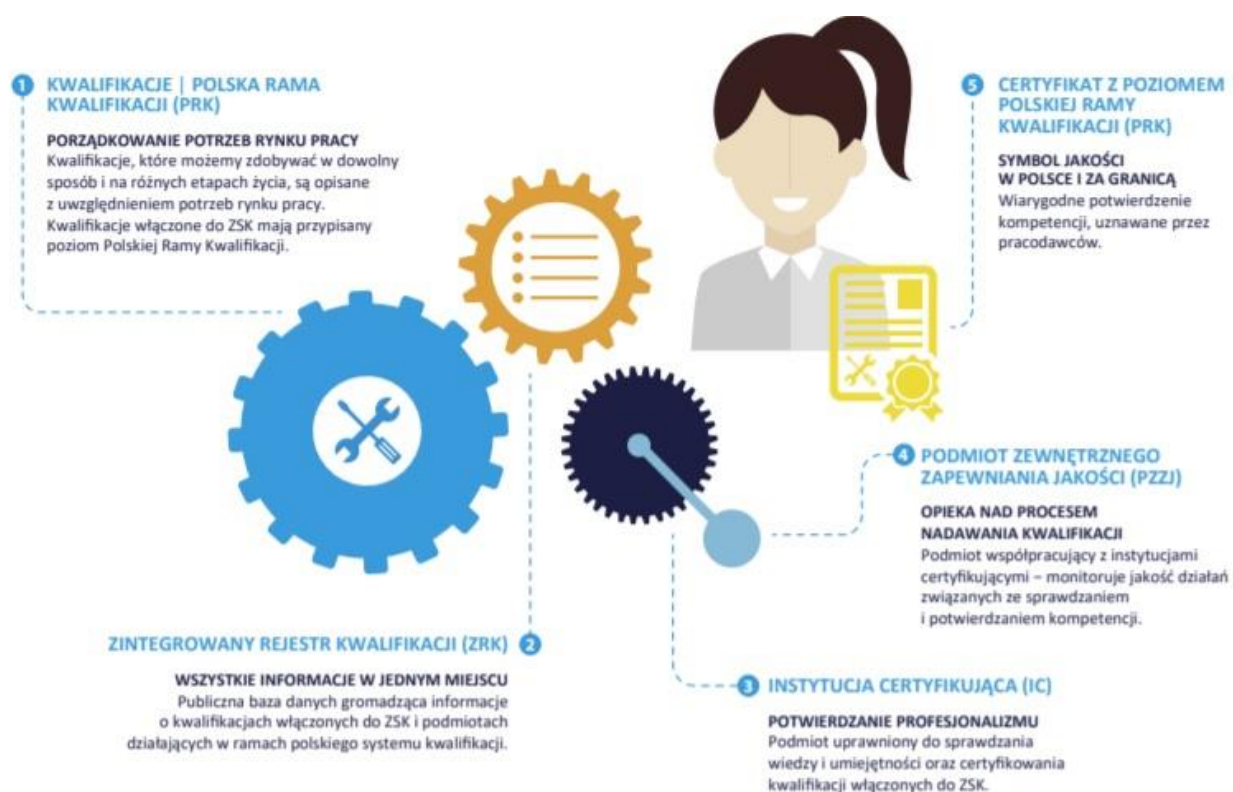 1 KWALIFIKACJE | POLSKA RAMA
KWALIFIKACJI (PRK)
PORZĄDKOWANIE POTRZEB RYNKU PRACY
Kwalifikacje, które możemy zdobywać w dowolny
sposób i na różnych etapach życia, są opisane
z uwzględnieniem potrzeb rynku pracy.
Kwalifikacje włączone do ZSK mają przypisany
poziom Polskiej Ramy Kwalifikacji.
ZINTEGROWANY REJESTR KWALIFIKACJI (ZRK) 2
WSZYSTKIE INFORMACJE W JEDNYM MIEJSCU
Publiczna baza danych gromadząca informacje
o kwalifikacjach włączonych do ZSK i podmiotach
działających w ramach polskiego systemu kwalifikacji.
3 INSTYTUCJA CERTYFIKUJĄCA (IC)
POTWIERDZANIE PROFESJONALIZMU
Podmiot uprawniony do sprawdzania
wiedzy i umiejętności oraz certyfikowania
kwalifikacji włączonych do ZSK.
4 PODMIOT ZEWNĘTRZNEGO
ZAPEWNIANIA JAKOŚCI (PZZJ)
OPIEKA NAD PROCESEM
NADAWANIA KWALIFIKACJI
Podmiot współpracujący z instytucjami
certyfikującymi – monitoruje jakość działań
związanych ze sprawdzaniem
i potwierdzaniem kompetencji.
5 CERTYFIKAT Z POZIOMEM
POLSKIEJ RAMY
KWALIFIKACJI (PRK)
SYMBOL JAKOŚCI
W POLSCE I ZA GRANICĄ
Wiarygodne potwierdzenie
kompetencji, uznawane przez
pracodawców.